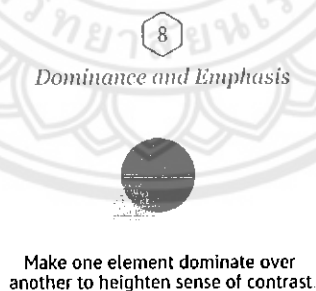 8
Dominance and Emphasis
Make one element dominate over
another to heighten sense of contrast.